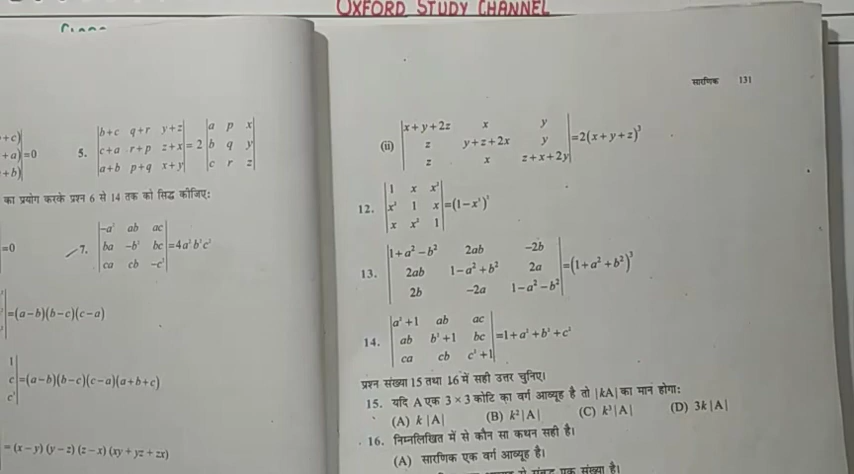 OXFORD STUDY CHANNEL
+c)
+a) =0
+b)
5. |b+c q+r y+z| |a p x|
|c+a r+p z+x| = 2 |b q y|
|a+b p+q x+y| |c r z|
का प्रयोग करके प्रश्न 6 से 14 तक को सिद्ध कीजिए:
=0
7. |-a² ab ac|
|ba -b² bc| =4a²b²c²
|ca cb -c²|
=(a-b)(b-c)(c-a)
1
c =(a-b)(b-c)(c-a)(a+b+c)
c³
=(x-y)(y-z)(z-x)(xy+yz+zx)
सारणिक 131
(ii) |x+y+2z x y|
|z y+z+2x y| =2(x+y+z)³
|z x z+x+2y|
12. |1 x x²|
|x² 1 x| =(1-x³)²
|x x² 1|
13. |1+a²-b² 2ab -2b|
|2ab 1-a²+b² 2a| =(1+a²+b²)³
|2b -2a 1-a²-b²|
14. |a²+1 ab ac|
|ab b²+1 bc| =1+a²+b²+c²
|ca cb c²+1|
प्रश्न संख्या 15 तथा 16 में सही उत्तर चुनिए।
15. यदि A एक 3×3 कोटि का वर्ग आव्यूह है तो |kA| का मान होगा:
(A) k|A| (B) k²|A| (C) k³|A| (D) 3k|A|
16. निम्नलिखित में से कौन सा कथन सही है।
(A) सारणिक एक वर्ग आव्यूह है।
एक संख्या है।